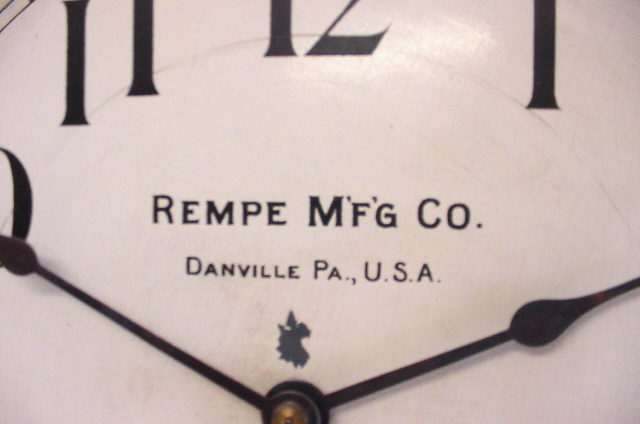 11 12 1
REMPE M'F'G CO.
DANVILLE PA., U.S.A.